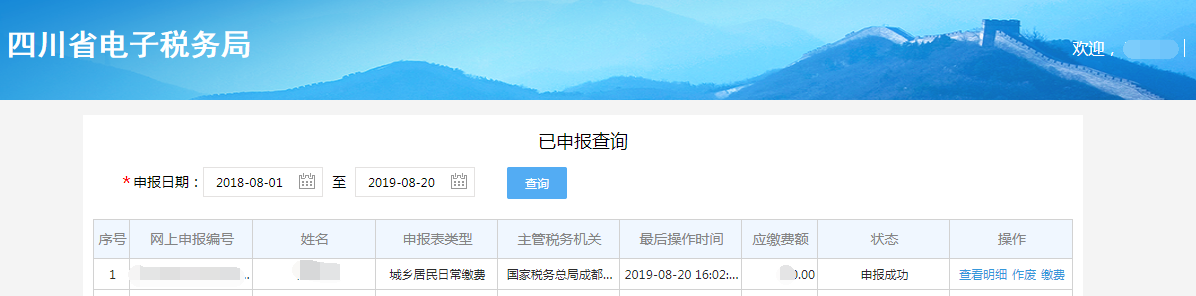 四川省电子税务局
欢迎，
已申报查询
*申报日期： 2018-08-01 至 2019-08-20 查询
序号 网上申报编号 姓名 申报表类型 主管税务机关 最后操作时间 应缴费额 状态 操作
1 ... 城乡居民日常缴费 国家税务总局成都... 2019-08-20 16:02:... 0.00 申报成功 查看明细 作废 缴费